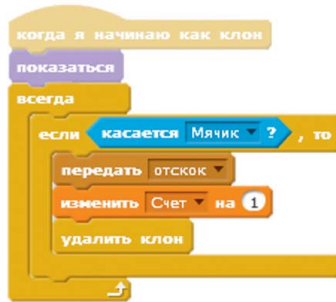 когда я начинаю как клон
показаться
всегда
если касается Мячик ? , то
передать отскок
изменить Счет на 1
удалить клон